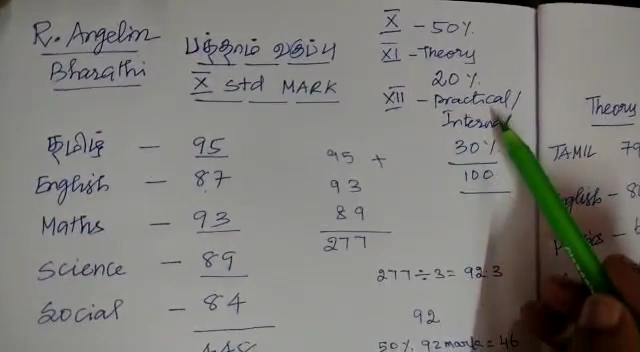 R. Angelin
Bharathi
பத்தாம் வகுப்பு
X Std MARK
X - 50%
XI - Theory
20%
XII - Practical/
Internal
30%
100
தமிழ் - 95
English - 87
Maths - 93
Science - 89
Social - 84
95 +
93
89
277
277 ÷ 3 = 92.3
92
50% 92 marks = 46
Theory
TAMIL 79